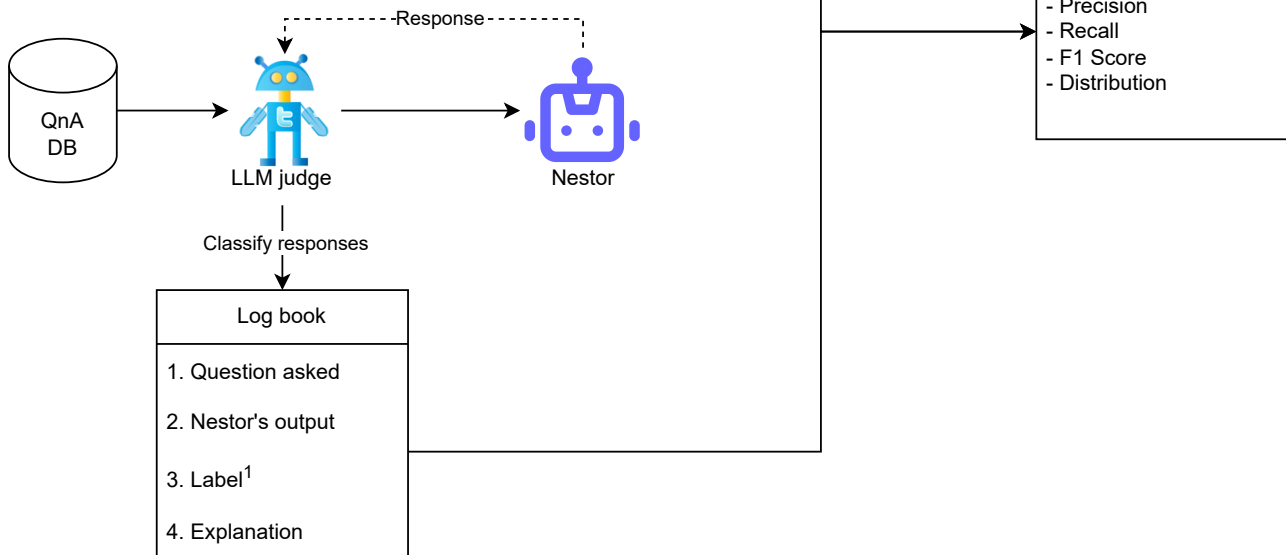 Response
- Precision
- Recall
- F1 Score
- Distribution
QnA
DB
LLM judge
Nestor
Classify responses
Log book
1. Question asked
2. Nestor's output
3. Label¹
4. Explanation